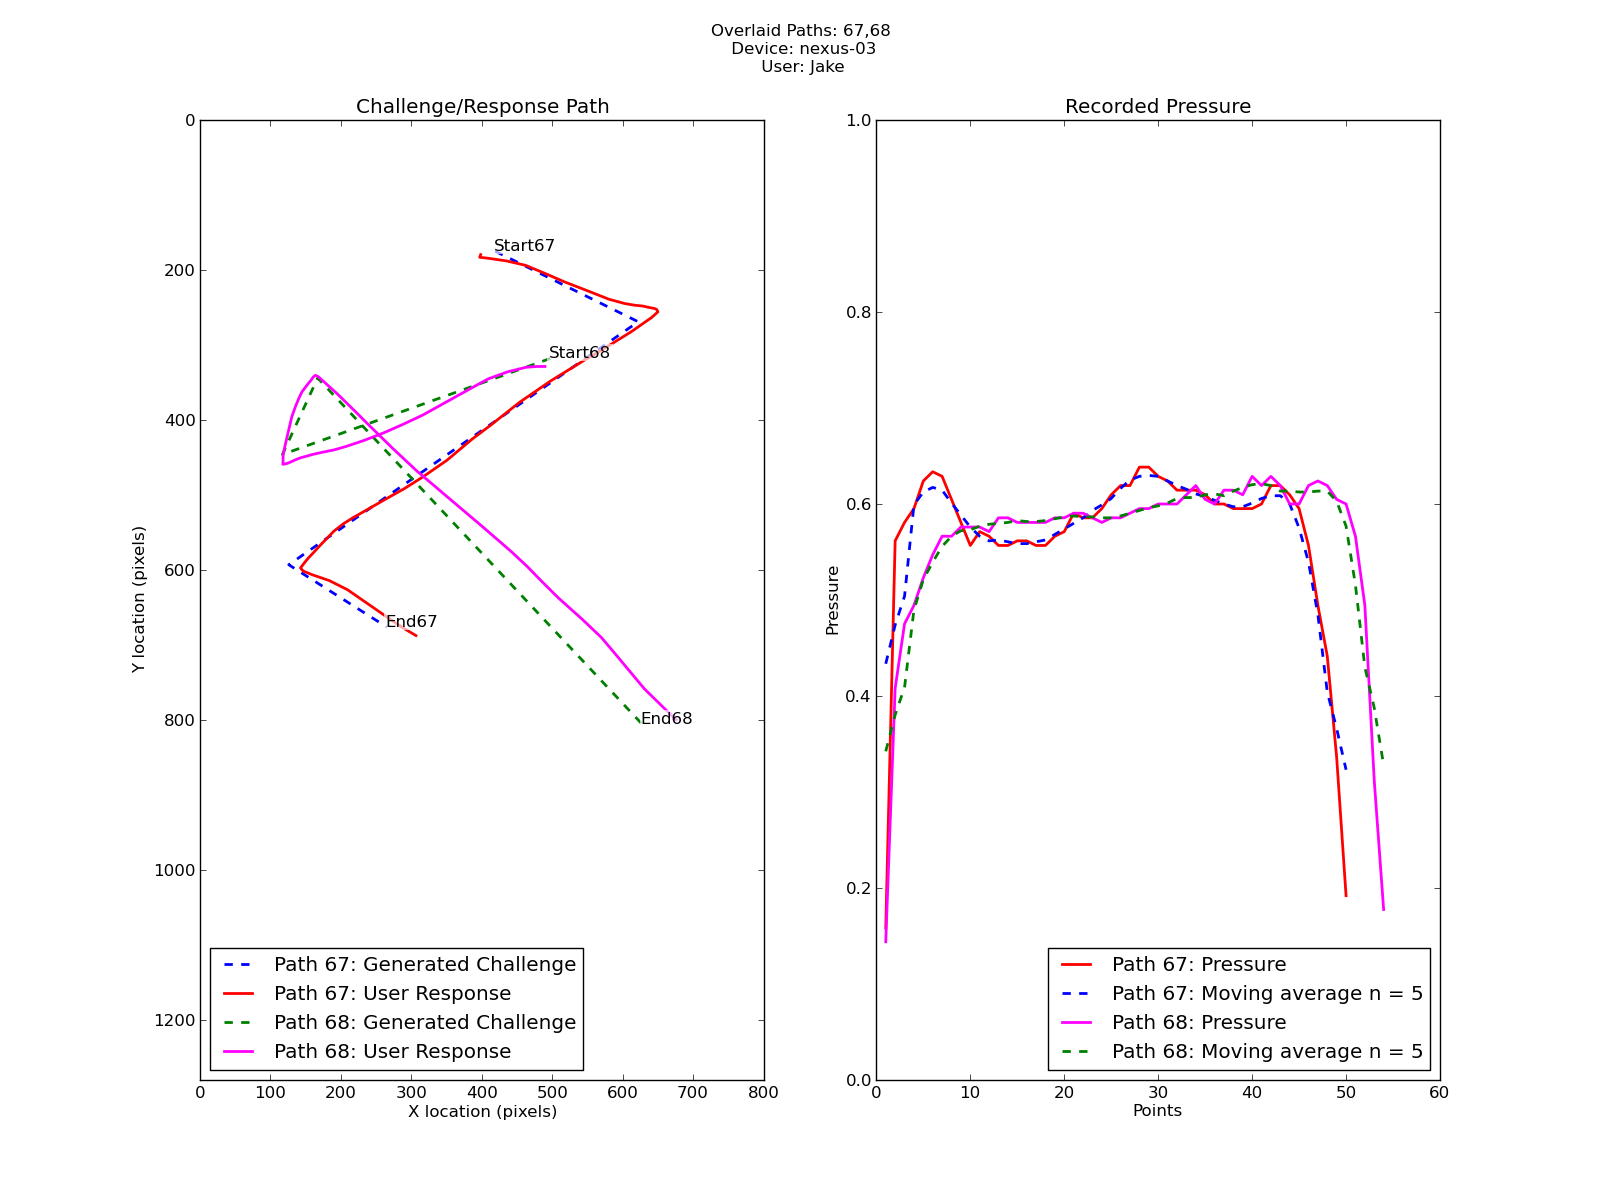 Overlaid Paths: 67,68
Device: nexus-03
User: Jake
Challenge/Response Path
0
200
400
600
800
1000
1200
Y location (pixels)
Start67
Start68
End67
End68
Path 67: Generated Challenge
Path 67: User Response
Path 68: Generated Challenge
Path 68: User Response
0 100 200 300 400 500 600 700 800
X location (pixels)
Recorded Pressure
1.0
0.8
0.6
0.4
0.2
0.0
Pressure
Path 67: Pressure
Path 67: Moving average n = 5
Path 68: Pressure
Path 68: Moving average n = 5
0 10 20 30 40 50 60
Points